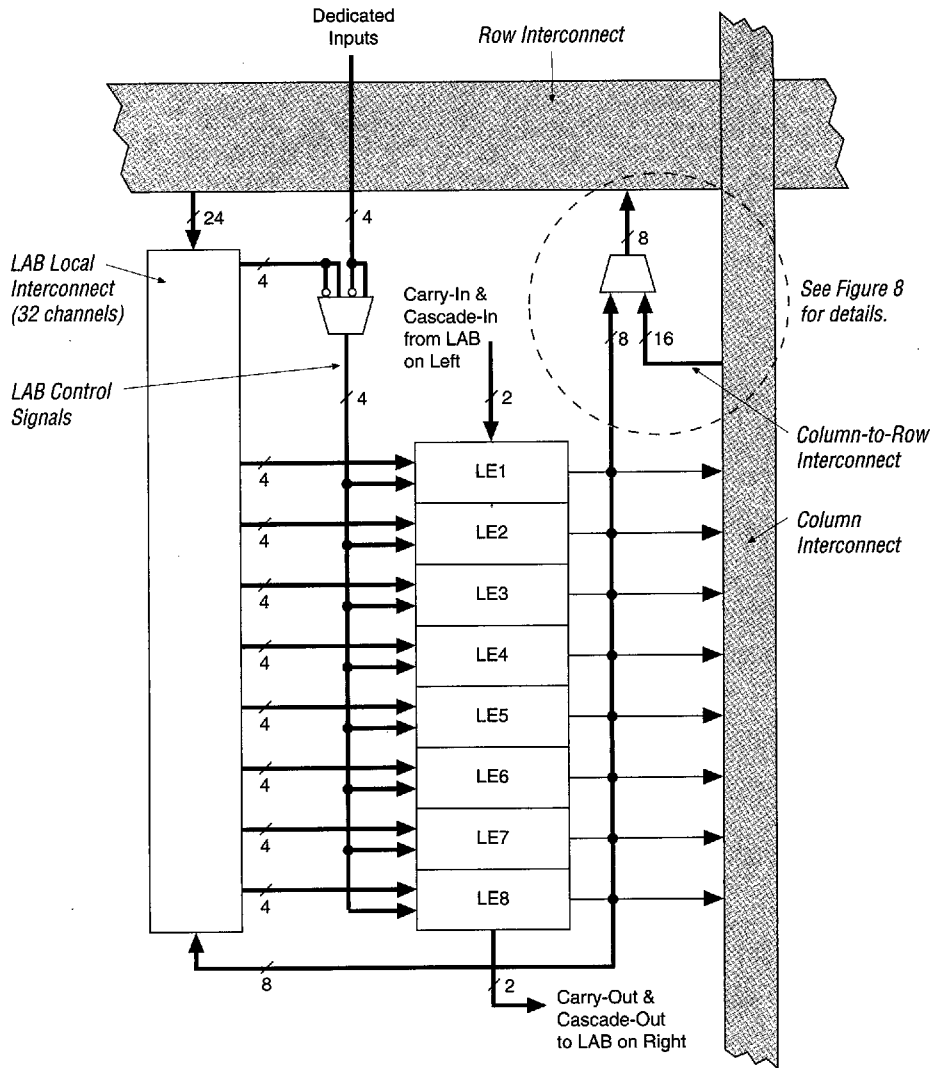 Dedicated
Inputs
Row Interconnect
24
4
8
LAB Local
Interconnect
(32 channels)
4
Carry-In &
Cascade-In
from LAB
on Left
See Figure 8
for details.
8
16
LAB Control
Signals
4
2
Column-to-Row
Interconnect
LE1
4
Column
Interconnect
LE2
4
LE3
4
LE4
4
LE5
4
LE6
4
LE7
4
LE8
4
8
2
Carry-Out &
Cascade-Out
to LAB on Right